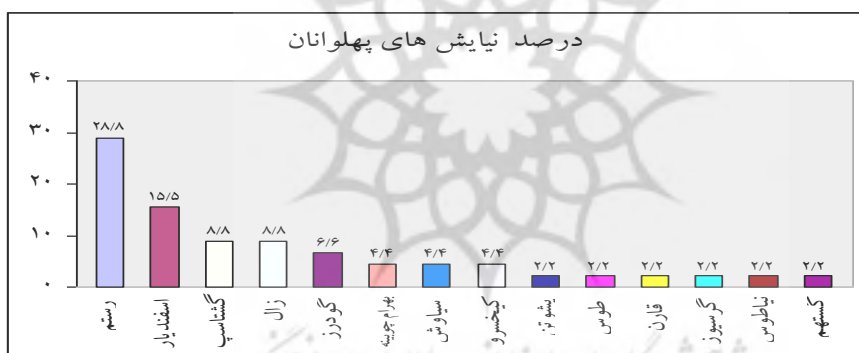 درصد نیایش های پهلوانان
۴۰
۳۰
۲۰
۱۰
۰
۲۸/۸
۱۵/۵
۸/۸
۸/۸
۶/۶
۴/۴
۴/۴
۴/۴
۲/۲
۲/۲
۲/۲
۲/۲
۲/۲
۲/۲
رستم
اسفندیار
گشتاسپ
زال
گودرز
بهرام چوبینه
سیاوش
کیخسرو
پشوتن
طوس
قارن
گرسیوز
نیاطوس
گستهم